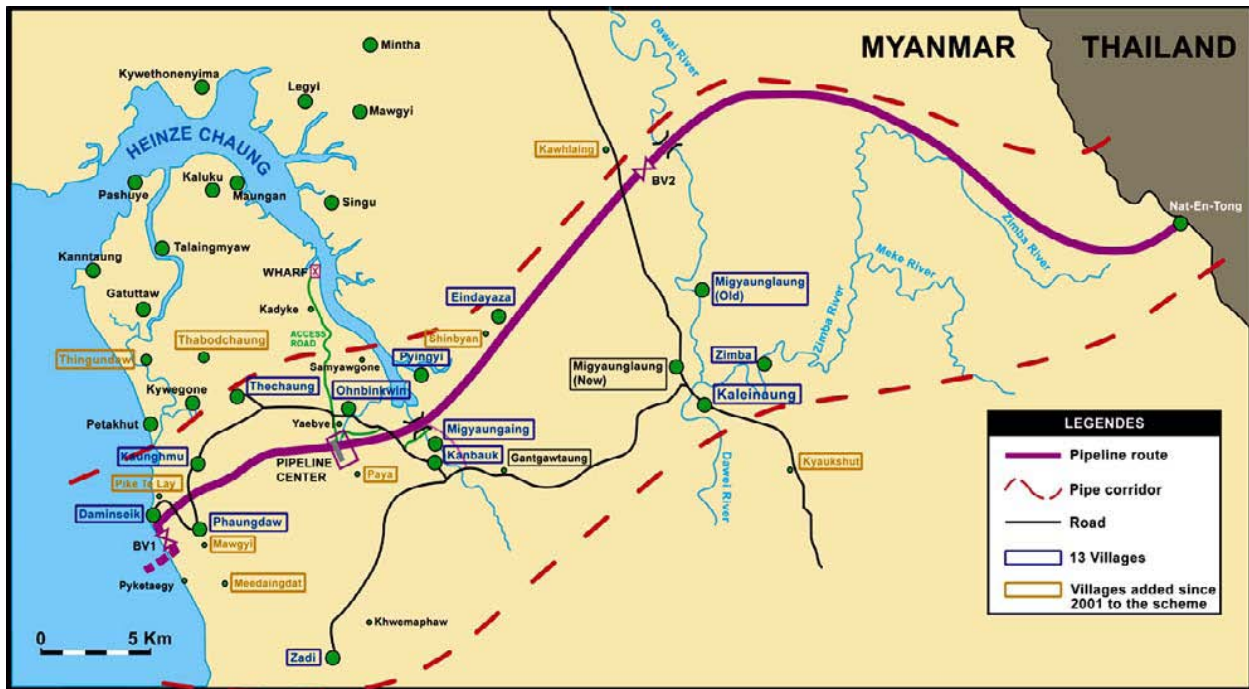 MYANMAR
THAILAND
Dawei River
Mintha
Kywethonenyima
Legyi
Mawgyi
HEINZE CHAUNG
Kawhlaing
BV2
Pashuye
Kaluku
Maungan
Singu
Nat-En-Tong
Zimba River
Talaingmyaw
Meke River
Kanntaung
WHARF
X
Migyaunglaung
(Old)
Gatuttaw
Kadyke
Eindayaza
Zimba River
ACCESS
ROAD
Shinbyan
Thabodchaung
Thingundaw
Samyawgone
Pyingyi
Zimba
Migyaunglaung
(New)
Kywegone
Thechaung
Ohnbinkwin
Kaleinaung
Petakhut
Yaebye
Migyaungaing
Kaunghmu
PIPELINE
CENTER
Paya
Kanbauk
Gantgawtaung
Kyaukshut
Pike Te Lay
Dawei River
Daminseik
Phaungdaw
BV1
Mawgyi
Pyketaegy
Meedaingdat
Khwemaphaw
Zadi
0 5 Km
LEGENDES
Pipeline route
Pipe corridor
Road
13 Villages
Villages added since
2001 to the scheme